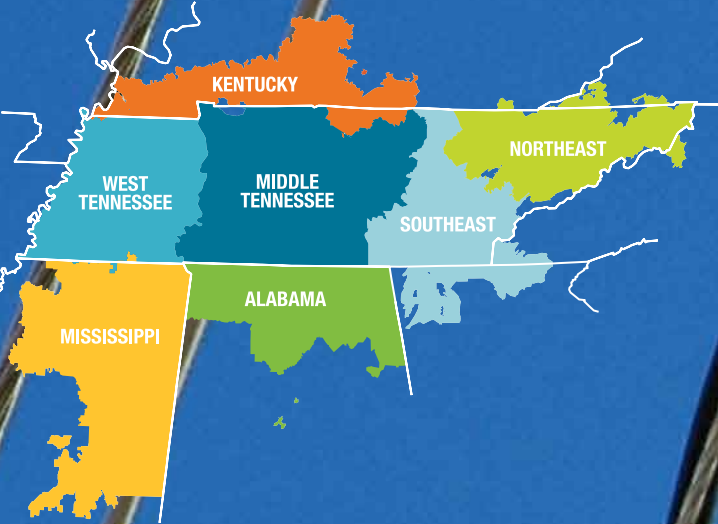 KENTUCKY
NORTHEAST
WEST
TENNESSEE
MIDDLE
TENNESSEE
SOUTHEAST
ALABAMA
MISSISSIPPI